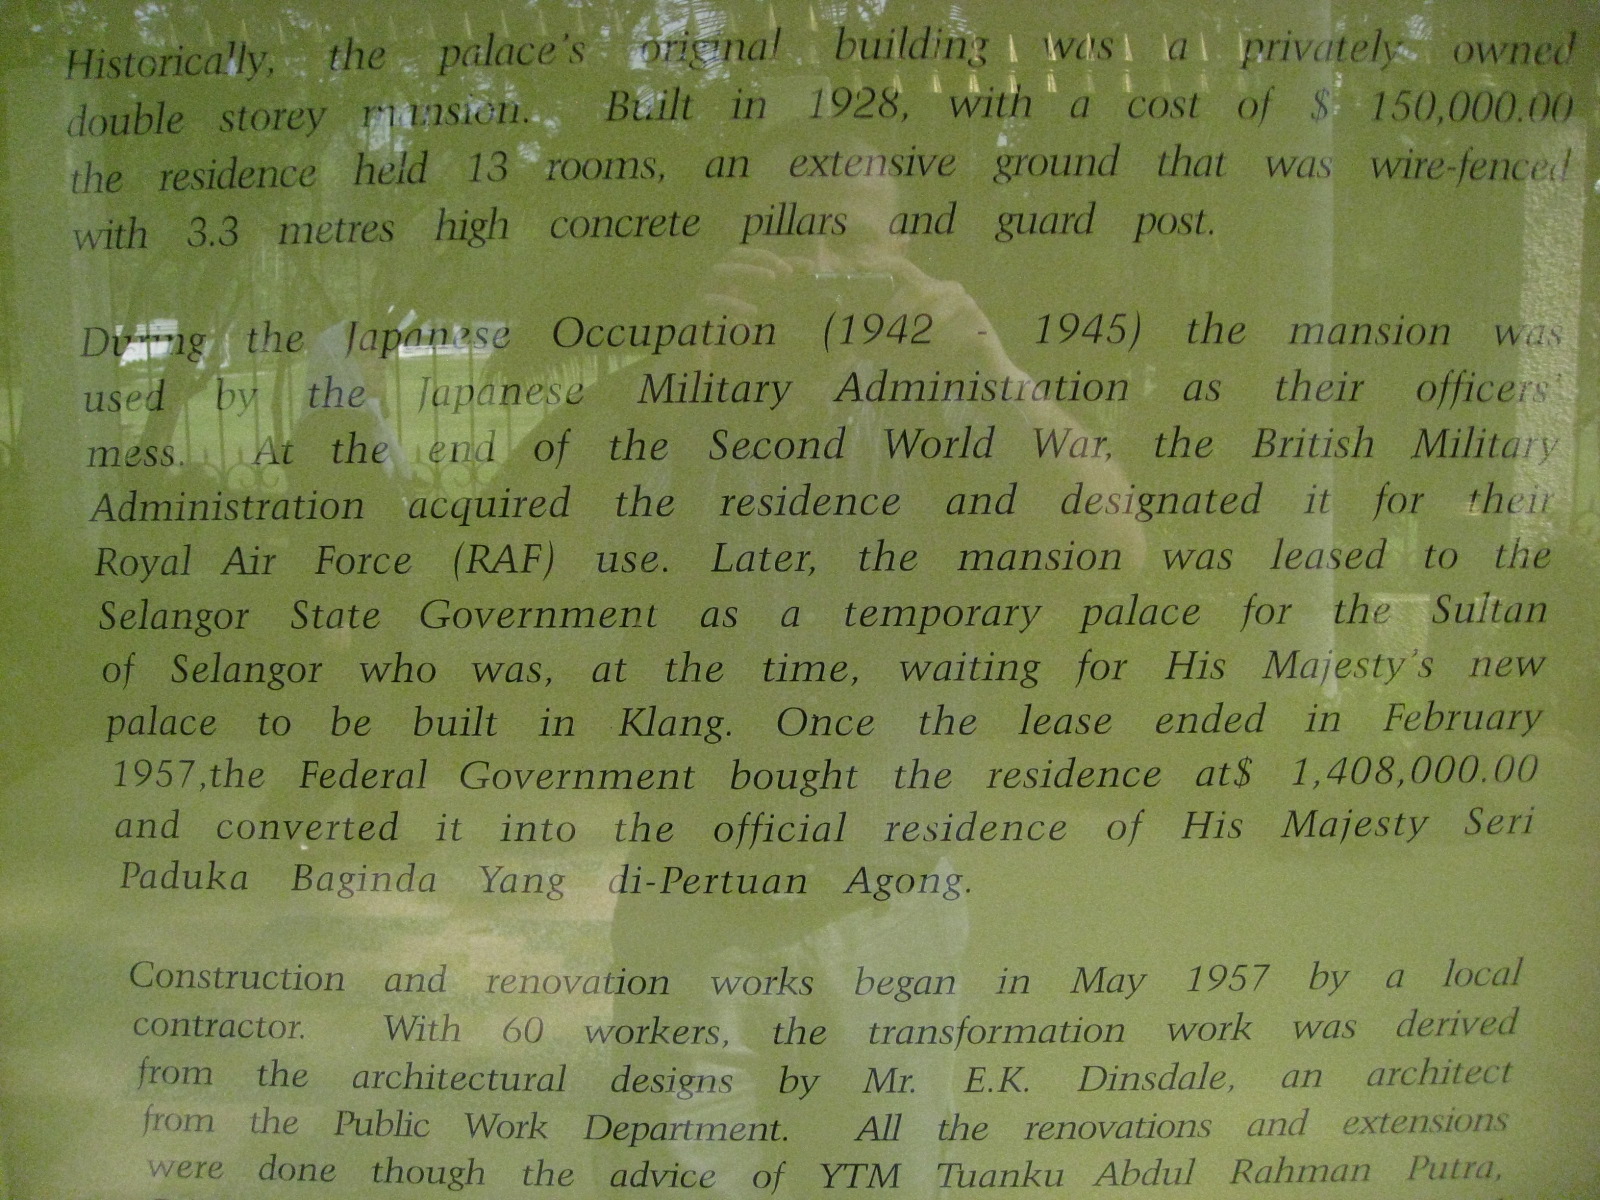 Historically, the palace's original building was a privately owned
double storey mansion. Built in 1928, with a cost of $ 150,000.00
the residence held 13 rooms, an extensive ground that was wire-fenced
with 3.3 metres high concrete pillars and guard post.
During the Japanese Occupation (1942 - 1945) the mansion was
used by the Japanese Military Administration as their officers'
mess. At the end of the Second World War, the British Military
Administration acquired the residence and designated it for their
Royal Air Force (RAF) use. Later, the mansion was leased to the
Selangor State Government as a temporary palace for the Sultan
of Selangor who was, at the time, waiting for His Majesty's new
palace to be built in Klang. Once the lease ended in February
1957,the Federal Government bought the residence at$ 1,408,000.00
and converted it into the official residence of His Majesty Seri
Paduka Baginda Yang di-Pertuan Agong.
Construction and renovation works began in May 1957 by a local
contractor. With 60 workers, the transformation work was derived
from the architectural designs by Mr. E.K. Dinsdale, an architect
from the Public Work Department. All the renovations and extensions
were done though the advice of YTM Tuanku Abdul Rahman Putra,